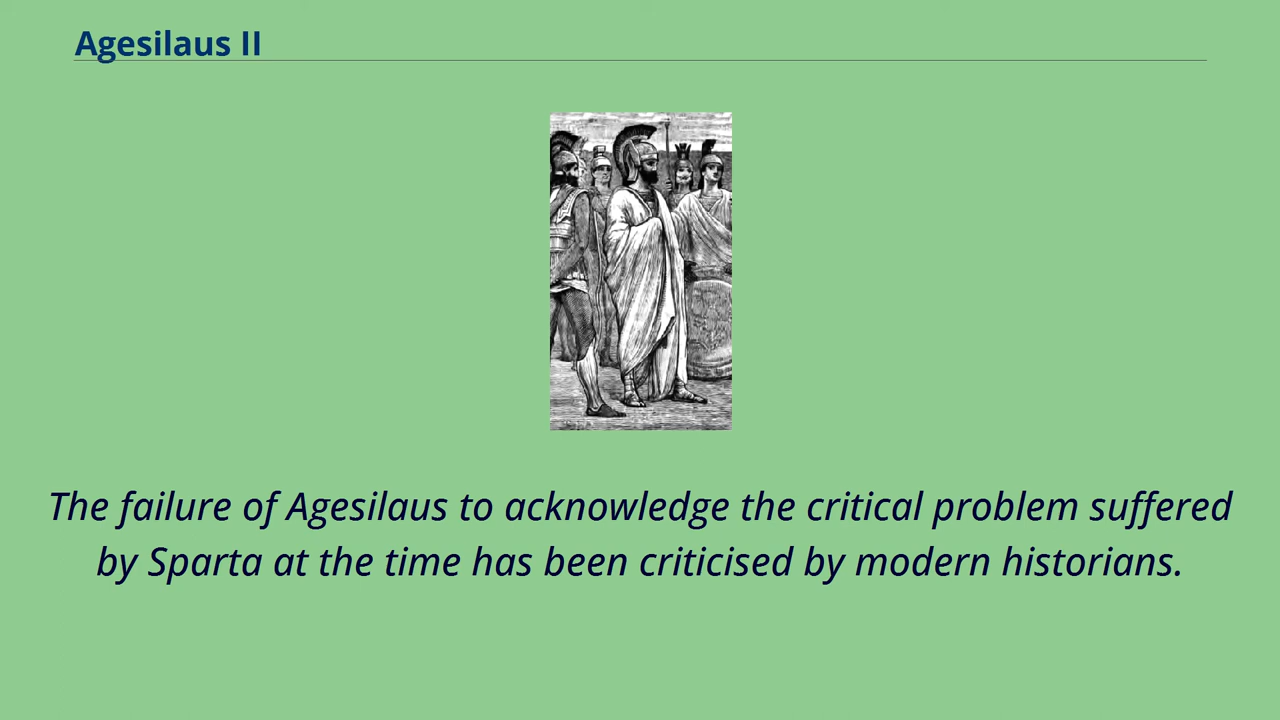 Agesilaus II
The failure of Agesilaus to acknowledge the critical problem suffered
by Sparta at the time has been criticised by modern historians.